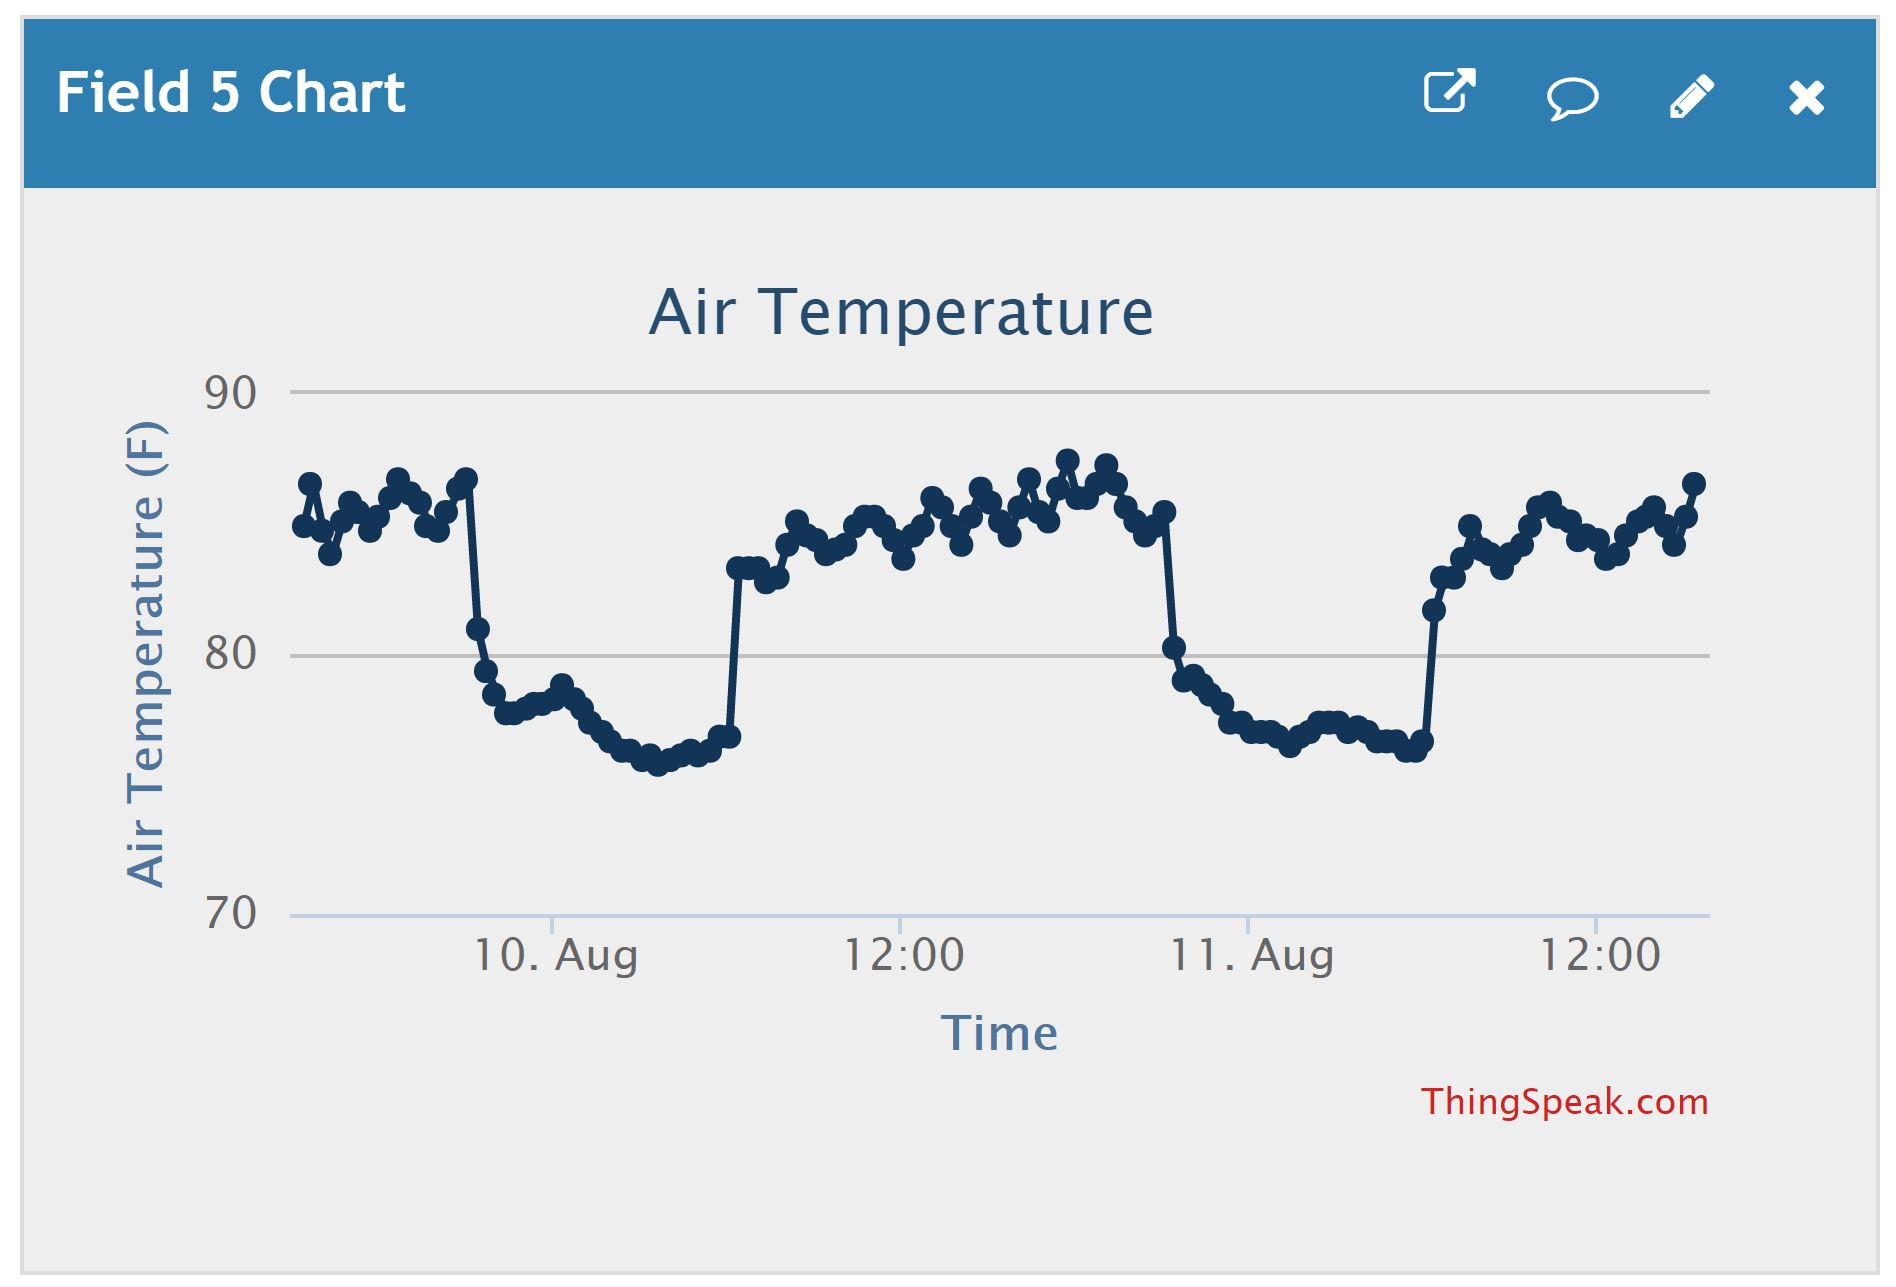 Field 5 Chart
Air Temperature
90
80
70
Air Temperature (F)
10. Aug
12:00
11. Aug
12:00
Time
ThingSpeak.com